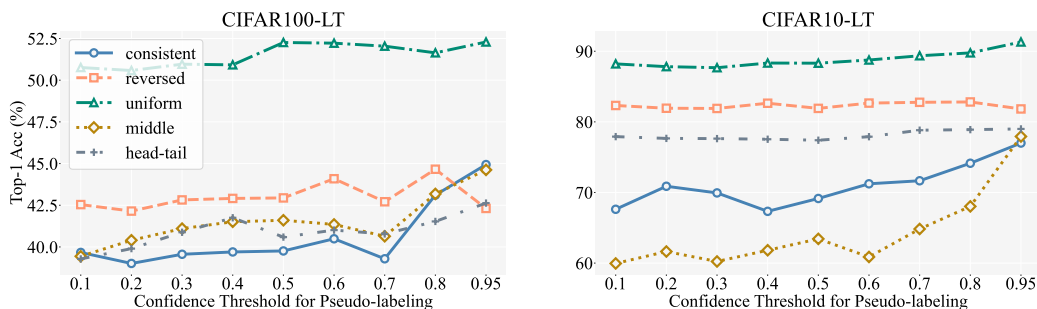 CIFAR100-LT
52.5
50.0
47.5
45.0
42.5
40.0
Top-1 Acc (%)
consistent
reversed
uniform
middle
head-tail
0.1 0.2 0.3 0.4 0.5 0.6 0.7 0.8 0.95
Confidence Threshold for Pseudo-labeling
CIFAR10-LT
90
80
70
60
0.1 0.2 0.3 0.4 0.5 0.6 0.7 0.8 0.95
Confidence Threshold for Pseudo-labeling